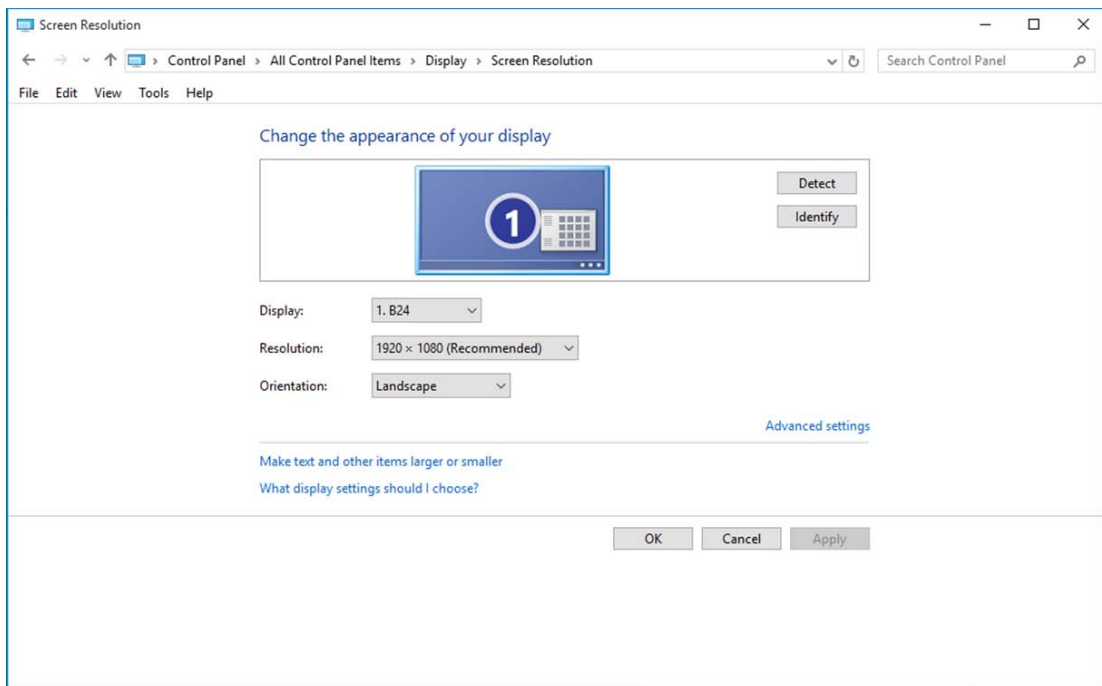 Screen Resolution
Control Panel > All Control Panel Items > Display > Screen Resolution
Search Control Panel
File Edit View Tools Help
Change the appearance of your display
1
Detect
Identify
Display: 1. B24
Resolution: 1920 × 1080 (Recommended)
Orientation: Landscape
Advanced settings
Make text and other items larger or smaller
What display settings should I choose?
OK Cancel Apply